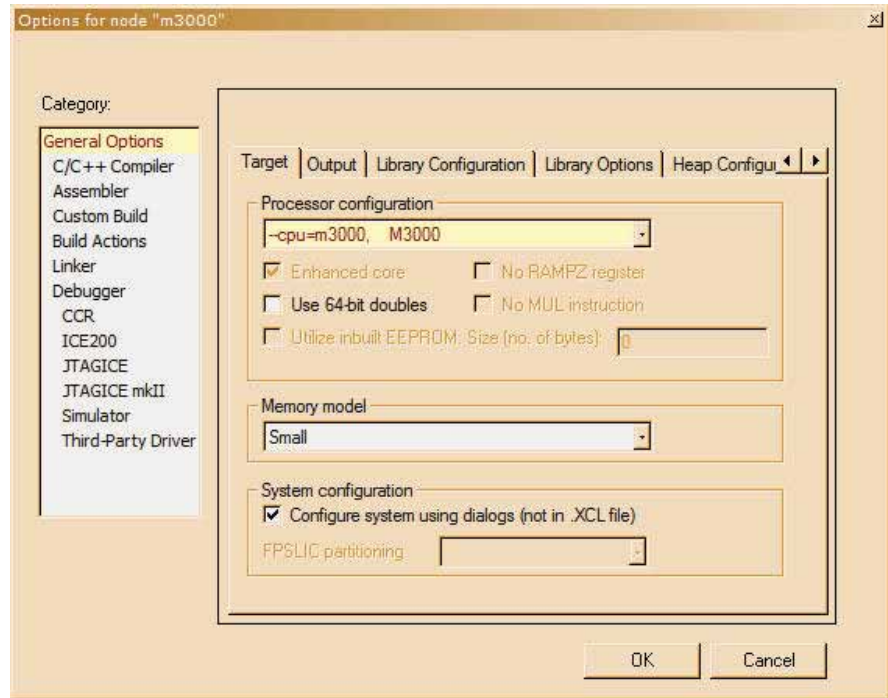 Options for node "m3000"
Category:
General Options
C/C++ Compiler
Assembler
Custom Build
Build Actions
Linker
Debugger
CCR
ICE200
JTAGICE
JTAGICE mkII
Simulator
Third-Party Driver
Target Output Library Configuration Library Options Heap Configu
Processor configuration
--cpu=m3000, M3000
Enhanced core No RAMPZ register
Use 64-bit doubles No MUL instruction
Utilize inbuilt EEPROM: Size (no. of bytes): 0
Memory model
Small
System configuration
Configure system using dialogs (not in .XCL file)
FPSLIC partitioning
OK Cancel